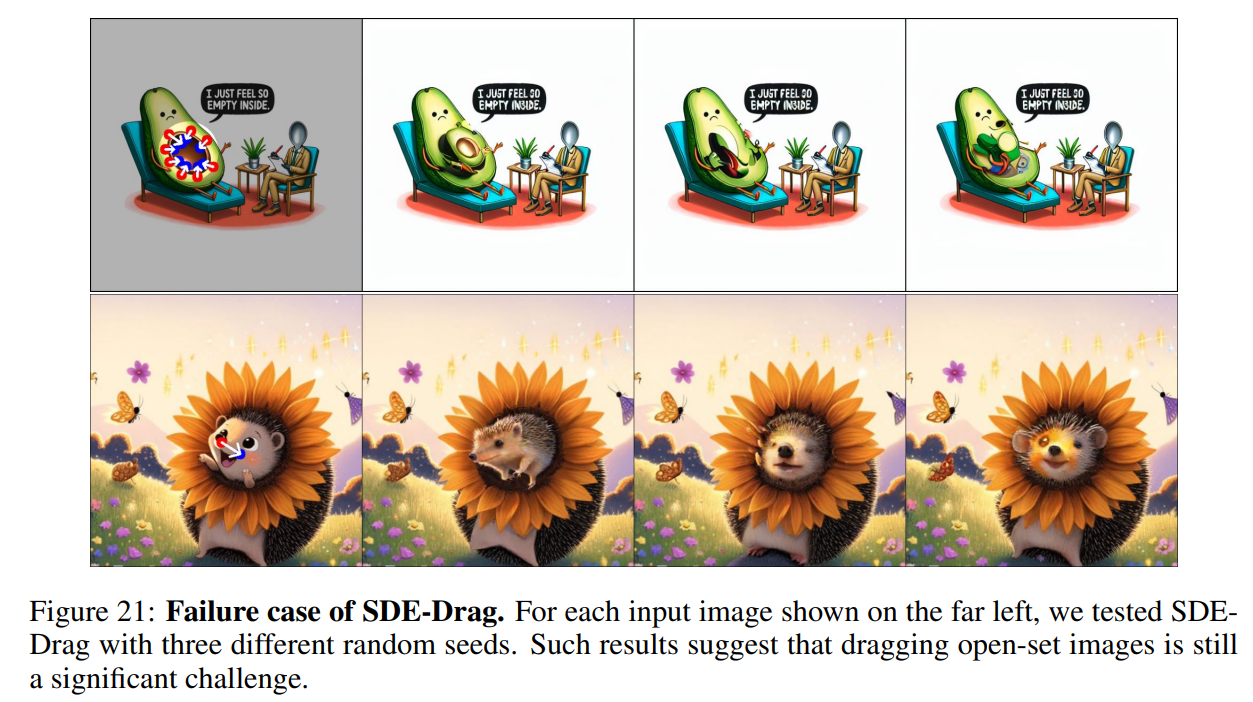 I JUST FEEL SO
EMPTY INSIDE.
I JUST FEEL SO
EMPTY INSIDE.
I JUST FEEL SO
EMPTY INSIDE.
I JUST FEEL SO
EMPTY INSIDE.
Figure 21: Failure case of SDE-Drag. For each input image shown on the far left, we tested SDE-
Drag with three different random seeds. Such results suggest that dragging open-set images is still
a significant challenge.